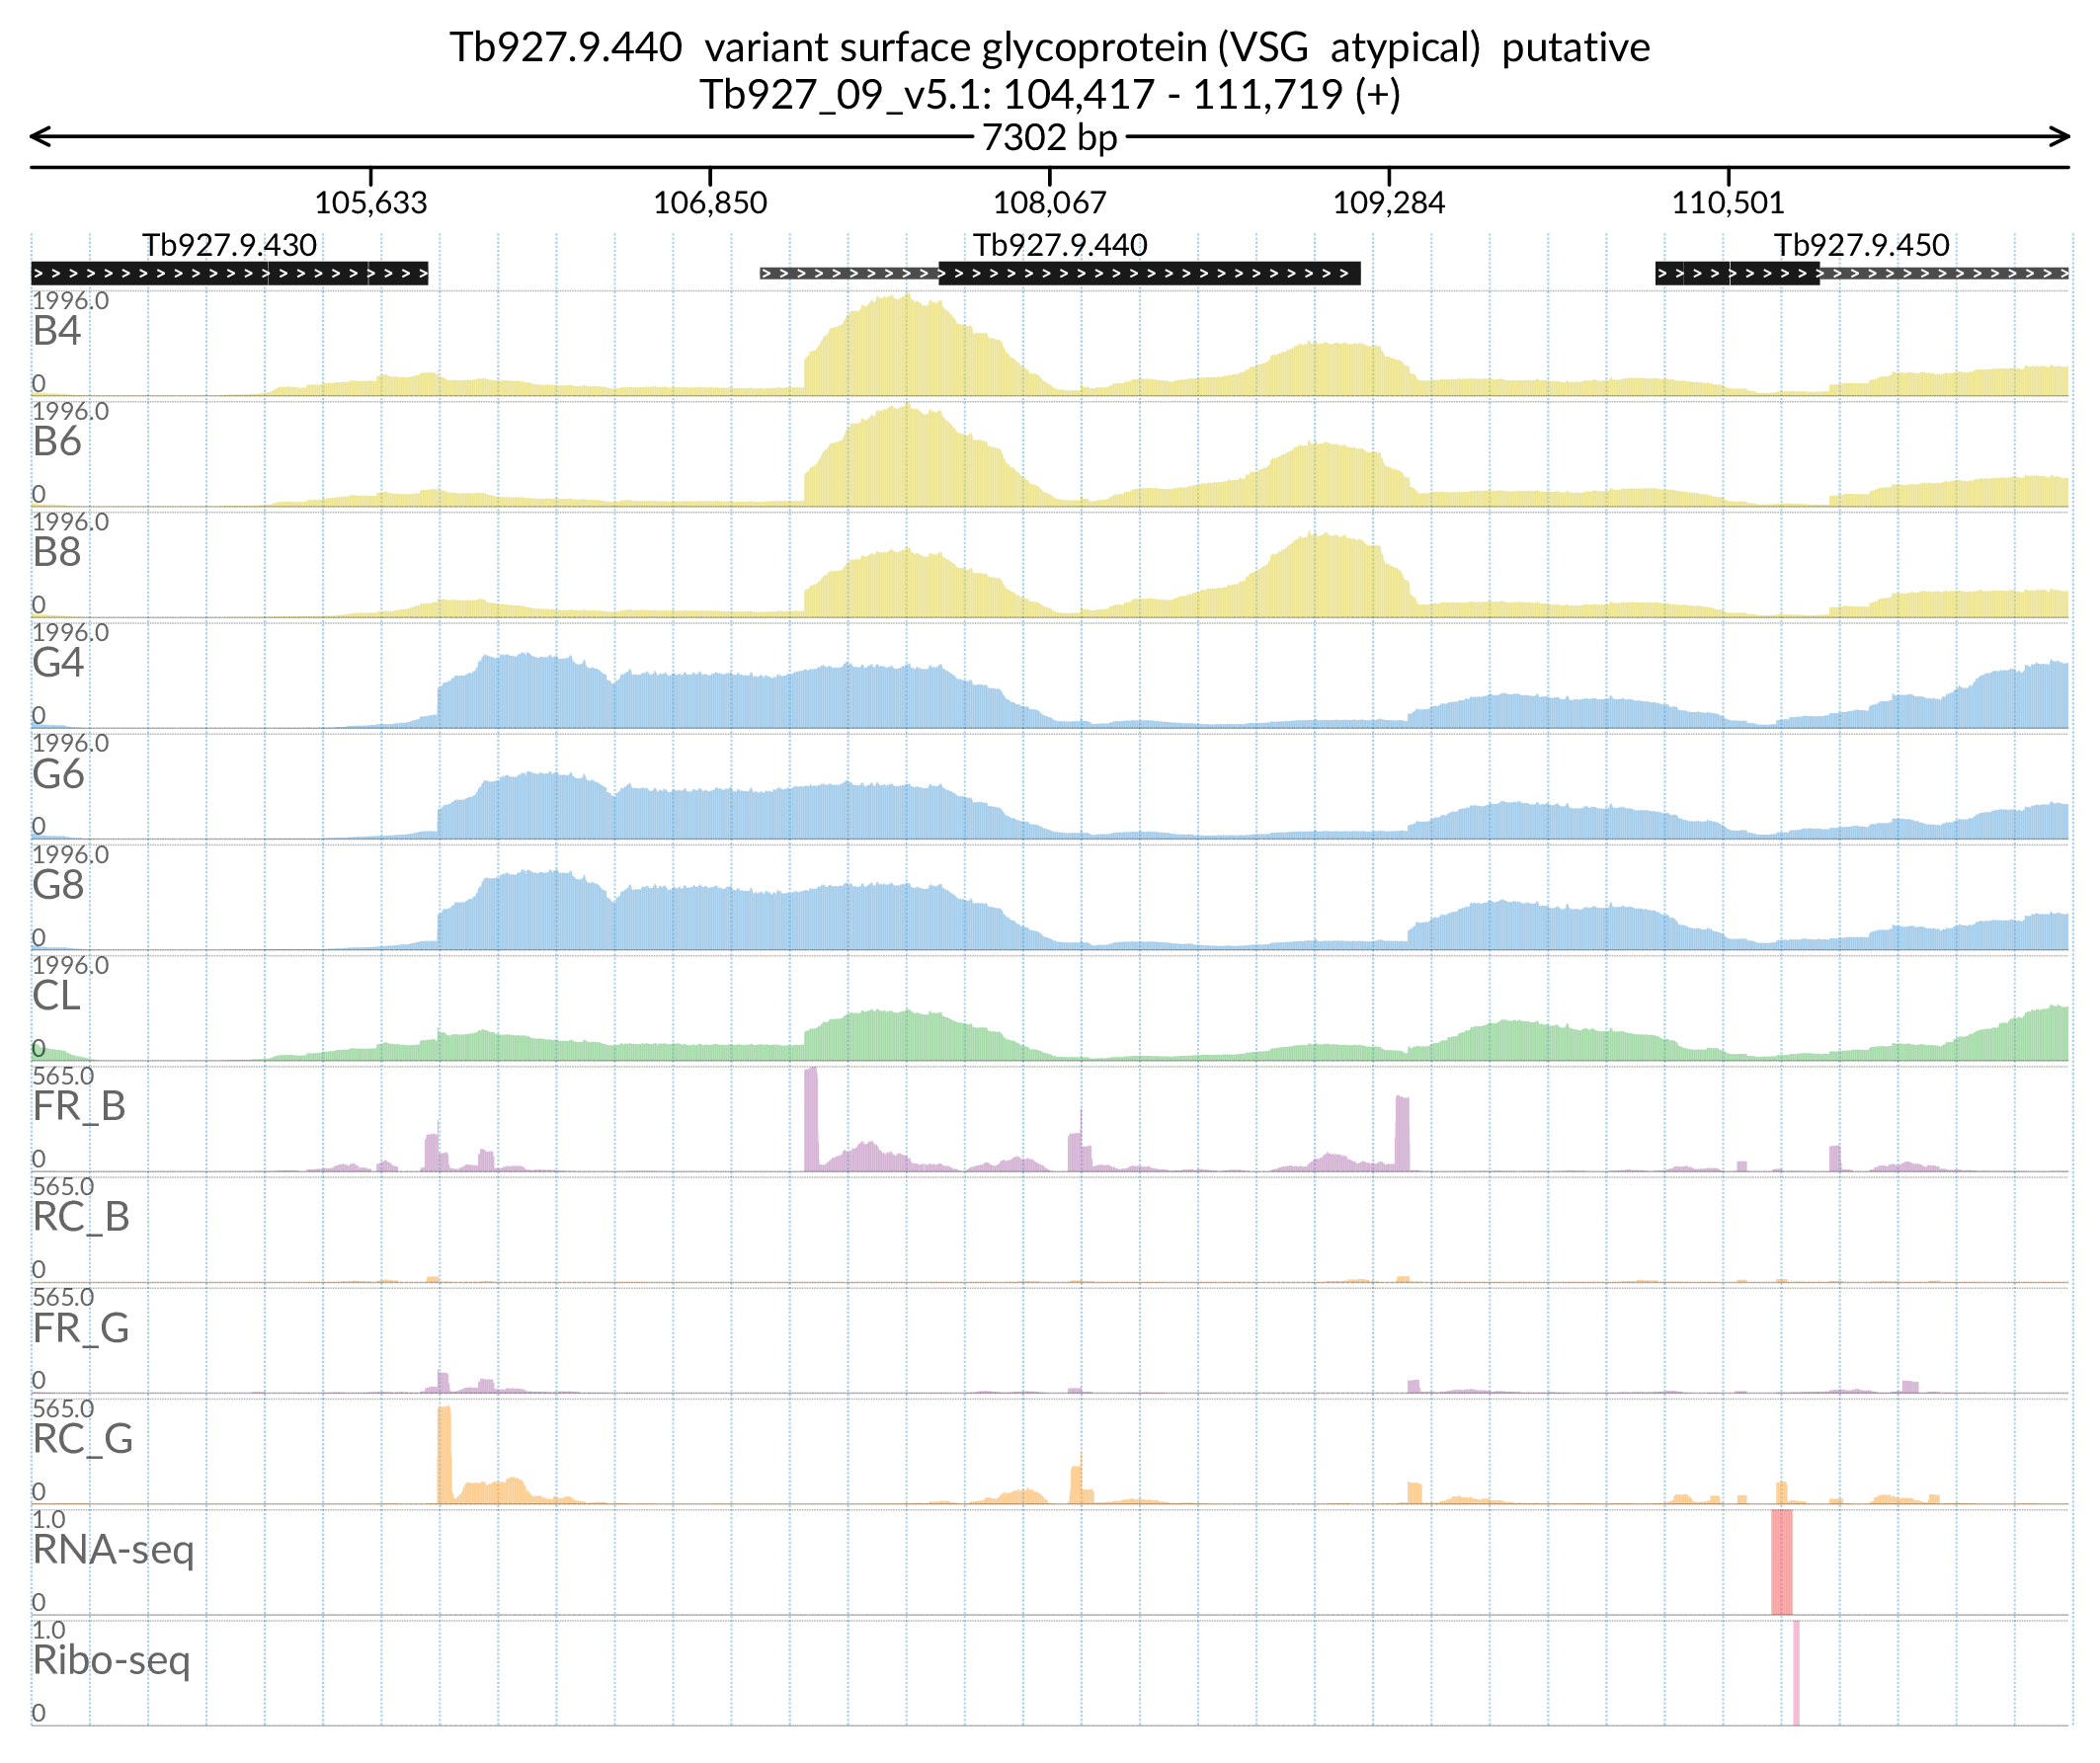 Tb927.9.440 variant surface glycoprotein (VSG atypical) putative
Tb927_09_v5.1: 104,417 - 111,719 (+)
7302 bp
105,633 106,850 108,067 109,284 110,501
Tb927.9.430 Tb927.9.440 Tb927.9.450
1996.0
B4
0
1996.0
B6
0
1996.0
B8
0
1996.0
G4
0
1996.0
G6
0
1996.0
G8
0
1996.0
CL
0
565.0
FR_B
0
565.0
RC_B
0
565.0
FR_G
0
565.0
RC_G
0
1.0
RNA-seq
0
1.0
Ribo-seq
0